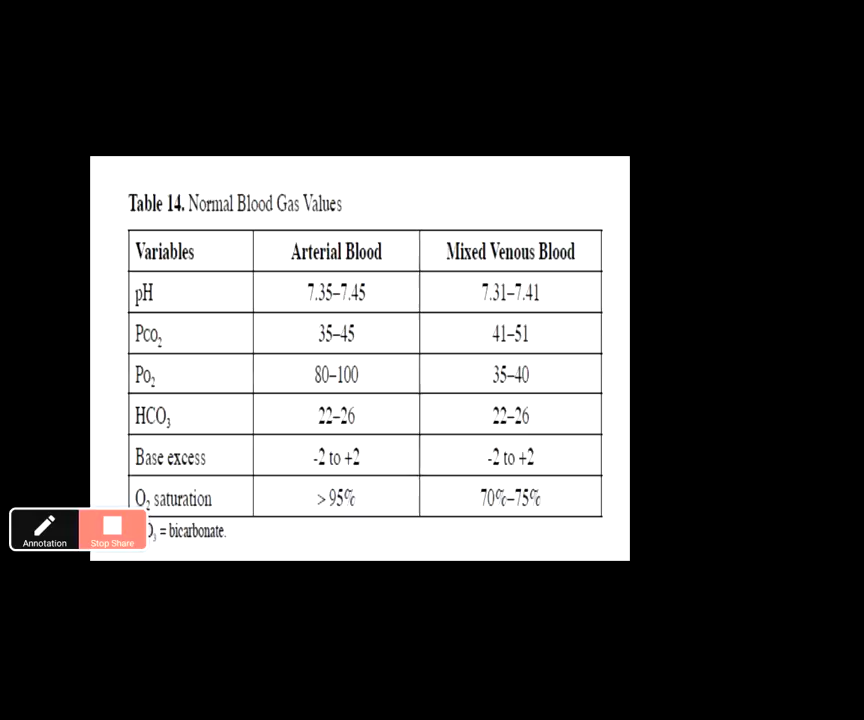 Table 14. Normal Blood Gas Values
Variables Arterial Blood Mixed Venous Blood
pH 7.35–7.45 7.31–7.41
Pco₂ 35–45 41–51
Po₂ 80–100 35–40
HCO₃ 22–26 22–26
Base excess -2 to +2 -2 to +2
O₂ saturation > 95% 70%–75%
O₃ = bicarbonate.
Annotation Stop Share